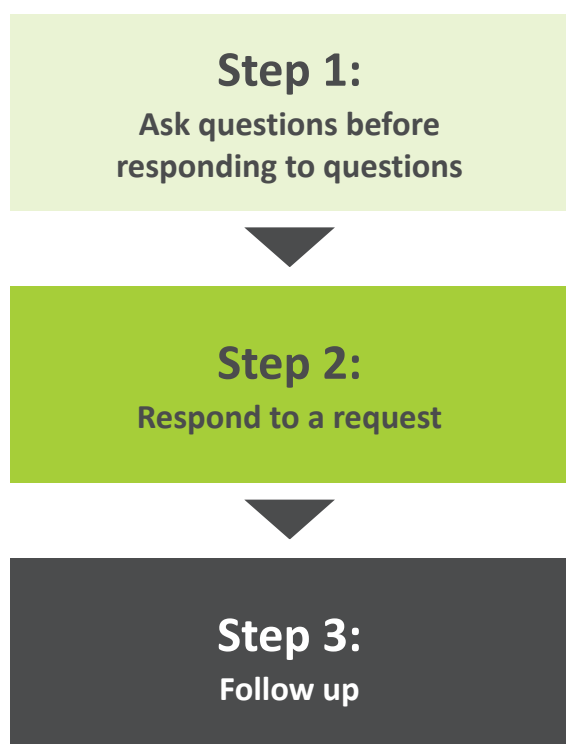 Step 1:
Ask questions before
responding to questions
Step 2:
Respond to a request
Step 3:
Follow up